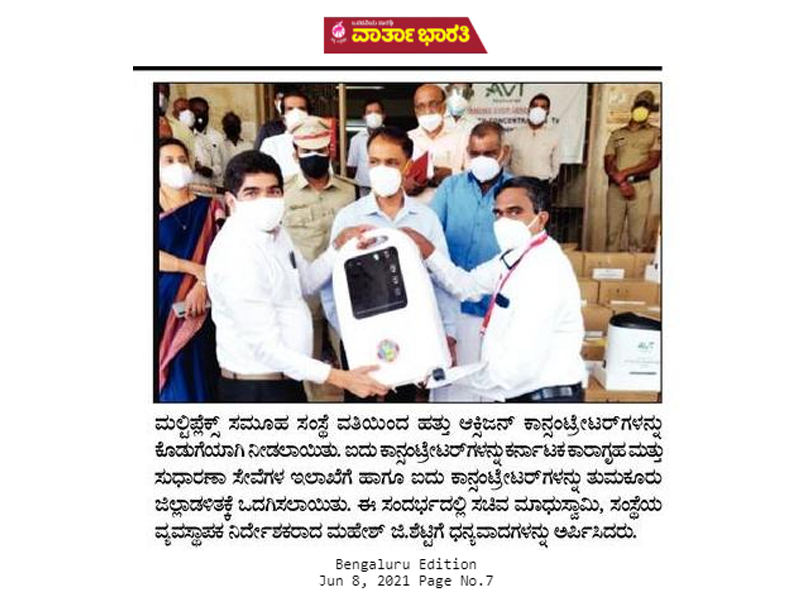 ವಾರ್ತಾಭಾರತಿ
AVT
AVT
ಮಲ್ಟಿಪ್ಲೆಕ್ಸ್ ಸಮೂಹ ಸಂಸ್ಥೆ ವತಿಯಿಂದ ಹತ್ತು ಆಕ್ಸಿಜನ್ ಕಾನ್ಸಂಟ್ರೇಟರ್‌ಗಳನ್ನು
ಕೊಡುಗೆಯಾಗಿ ನೀಡಲಾಯಿತು. ಐದು ಕಾನ್ಸಂಟ್ರೇಟರ್‌ಗಳನ್ನು ಕರ್ನಾಟಕ ಕಾರಾಗೃಹ ಮತ್ತು
ಸುಧಾರಣಾ ಸೇವೆಗಳ ಇಲಾಖೆಗೆ ಹಾಗೂ ಐದು ಕಾನ್ಸಂಟ್ರೇಟರ್‌ಗಳನ್ನು ತುಮಕೂರು
ಜಿಲ್ಲಾಡಳಿತಕ್ಕೆ ಒದಗಿಸಲಾಯಿತು. ಈ ಸಂದರ್ಭದಲ್ಲಿ ಸಚಿವ ಮಾಧುಸ್ವಾಮಿ, ಸಂಸ್ಥೆಯ
ವ್ಯವಸ್ಥಾಪಕ ನಿರ್ದೇಶಕರಾದ ಮಹೇಶ್ ಜಿ.ಶೆಟ್ಟಿಗೆ ಧನ್ಯವಾದಗಳನ್ನು ಅರ್ಪಿಸಿದರು.
Bengaluru Edition
Jun 8, 2021 Page No.7